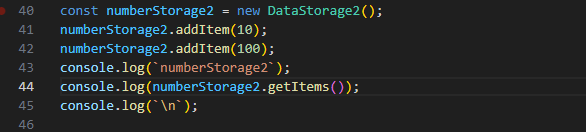 40 const numberStorage2 = new DataStorage2();
41 numberStorage2.addItem(10);
42 numberStorage2.addItem(100);
43 console.log(`numberStorage2`);
44 console.log(numberStorage2.getItems());
45 console.log(`\n`);
46